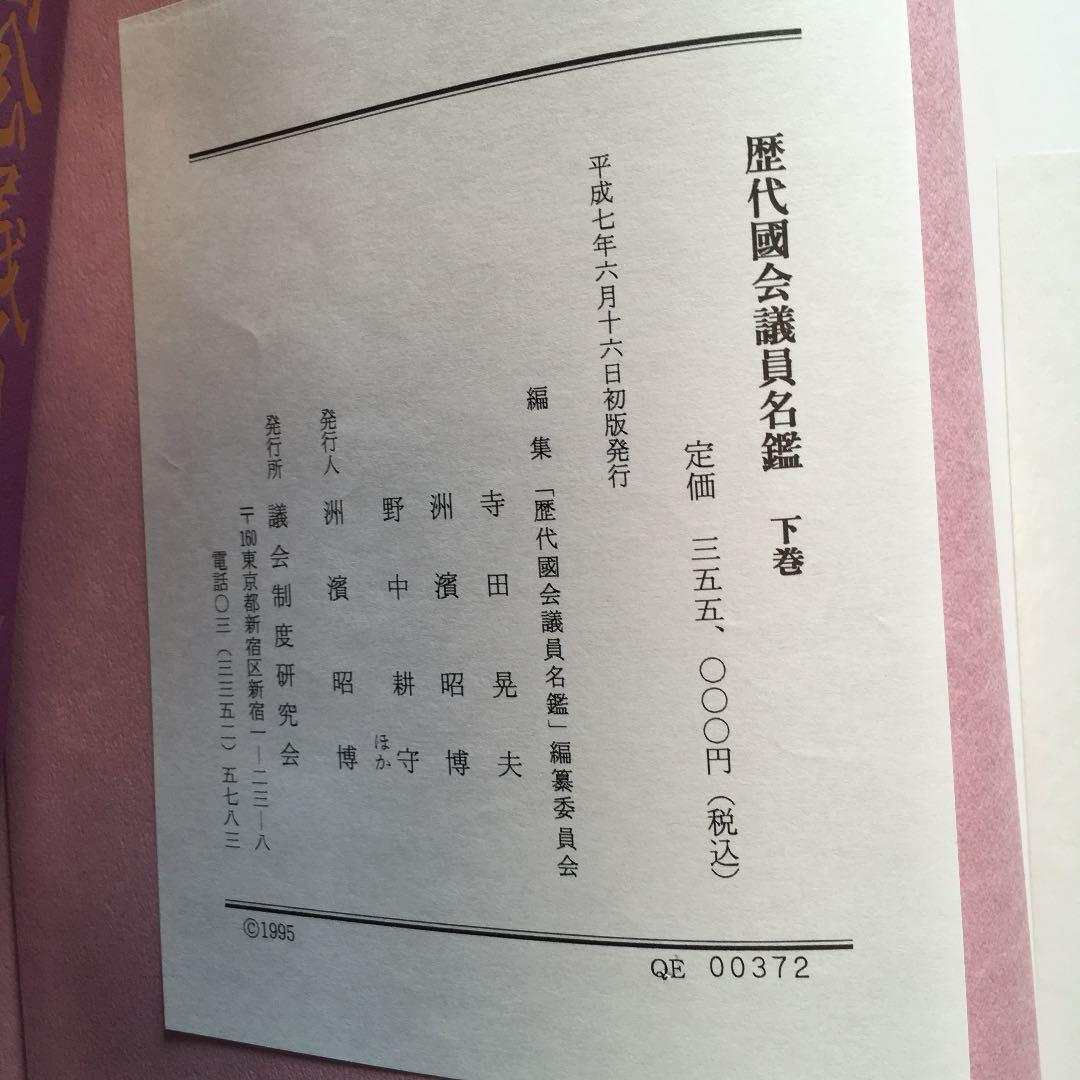 歴代國会議員名鑑 下巻
定価 三五五、〇〇〇円(税込)
平成七年六月十六日初版発行
編集「歴代國会議員名鑑」編纂委員会
寺田晃夫
洲濱昭博
野中耕守 ほか
発行人 洲濱昭博
発行所 議会制度研究会
〒160東京都新宿区新宿一―二三―八
電話〇三(三三五二)五七八三
©1995
QE 00372